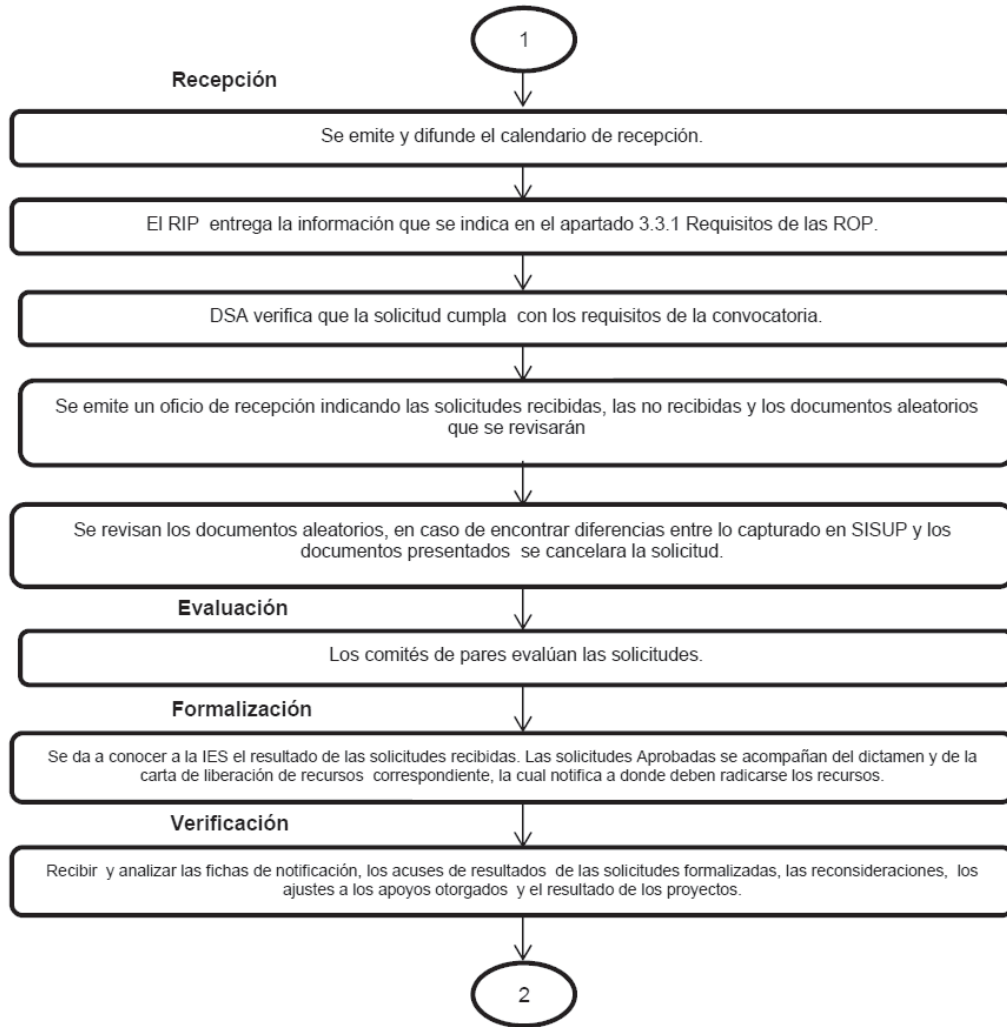 1
Recepción
Se emite y difunde el calendario de recepción.
El RIP entrega la información que se indica en el apartado 3.3.1 Requisitos de las ROP.
DSA verifica que la solicitud cumpla con los requisitos de la convocatoria.
Se emite un oficio de recepción indicando las solicitudes recibidas, las no recibidas y los documentos aleatorios
que se revisarán
Se revisan los documentos aleatorios, en caso de encontrar diferencias entre lo capturado en SISUP y los
documentos presentados se cancelara la solicitud.
Evaluación
Los comités de pares evalúan las solicitudes.
Formalización
Se da a conocer a la IES el resultado de las solicitudes recibidas. Las solicitudes Aprobadas se acompañan del dictamen y de la
carta de liberación de recursos correspondiente, la cual notifica a donde deben radicarse los recursos.
Verificación
Recibir y analizar las fichas de notificación, los acuses de resultados de las solicitudes formalizadas, las reconsideraciones, los
ajustes a los apoyos otorgados y el resultado de los proyectos.
2